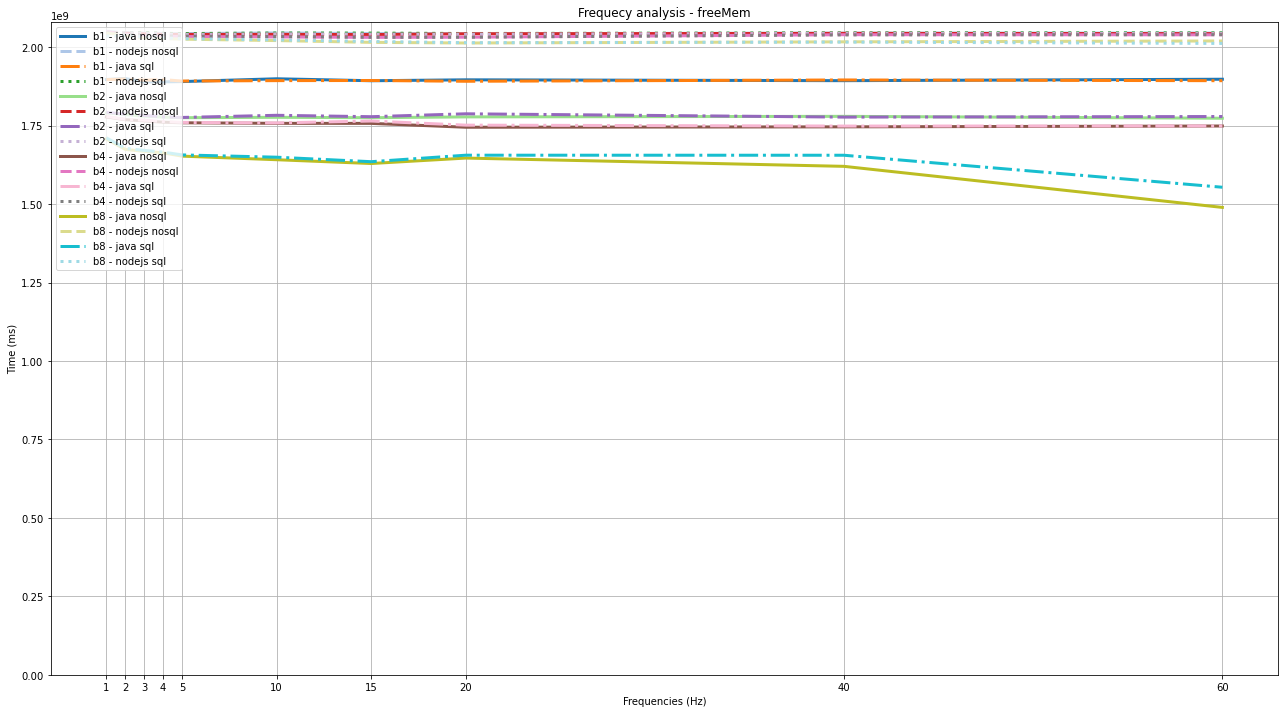 Frequecy analysis - freeMem
1e9
2.00
1.75
1.50
1.25
1.00
0.75
0.50
0.25
0.00
Time (ms)
b1 - java nosql
b1 - nodejs nosql
b1 - java sql
b1 - nodejs sql
b2 - java nosql
b2 - nodejs nosql
b2 - java sql
b2 - nodejs sql
b4 - java nosql
b4 - nodejs nosql
b4 - java sql
b4 - nodejs sql
b8 - java nosql
b8 - nodejs nosql
b8 - java sql
b8 - nodejs sql
1 2 3 4 5 10 15 20 40 60
Frequencies (Hz)